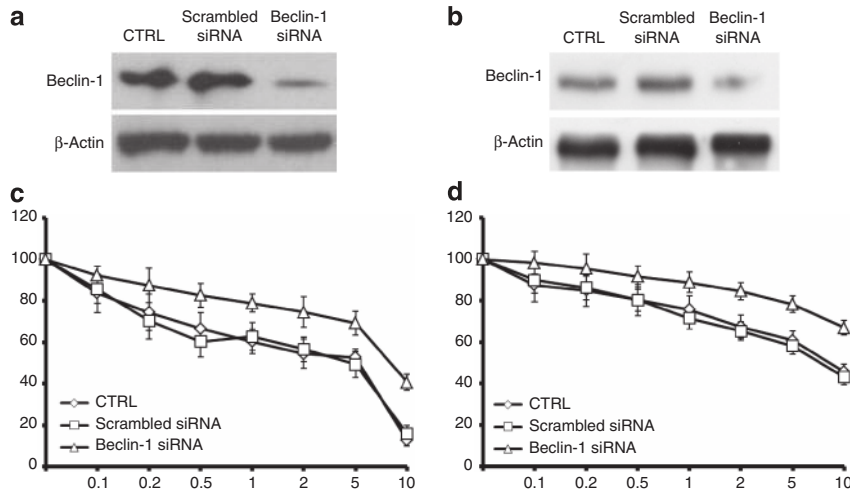 a
CTRL
Scrambled
siRNA
Beclin-1
siRNA
Beclin-1
β-Actin
b
CTRL
Scrambled
siRNA
Beclin-1
siRNA
Beclin-1
β-Actin
c
120
100
80
60
40
20
0
CTRL
Scrambled siRNA
Beclin-1 siRNA
0.1 0.2 0.5 1 2 5 10
d
120
100
80
60
40
20
0
CTRL
Scrambled siRNA
Beclin-1 siRNA
0.1 0.2 0.5 1 2 5 10